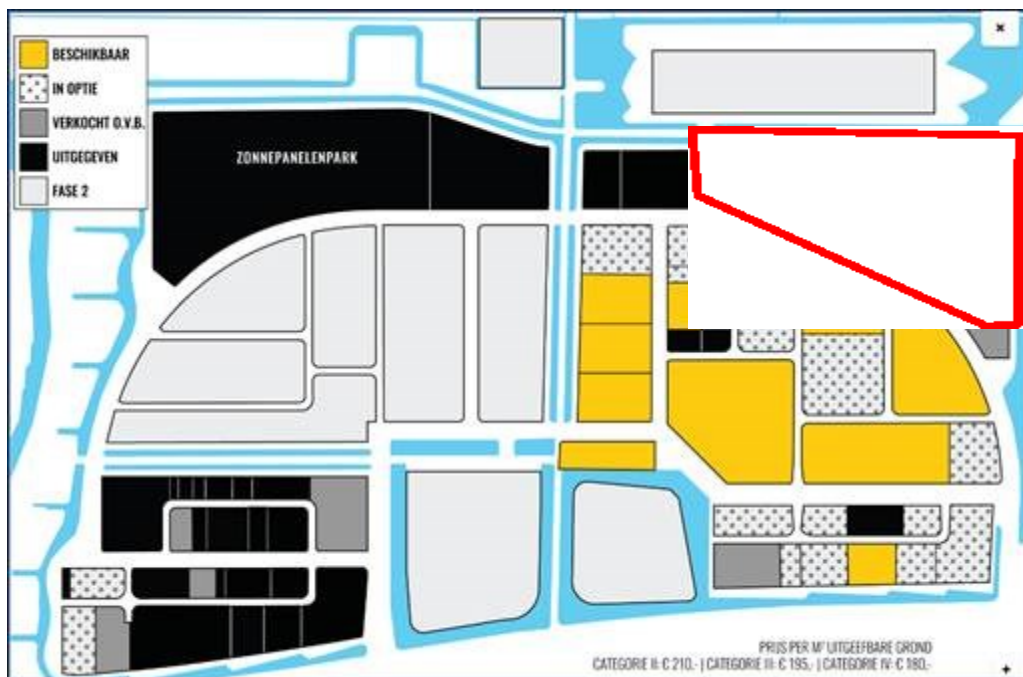 BESCHIKBAAR
IN OPTIE
VERKOCHT O.V.B.
UITGEGEVEN
FASE 2
ZONNEPANELENPARK
PRIJS PER M² UITGEEFBARE GROND
CATEGORIE II: € 210,- | CATEGORIE III: € 195,- | CATEGORIE IV: € 180,-